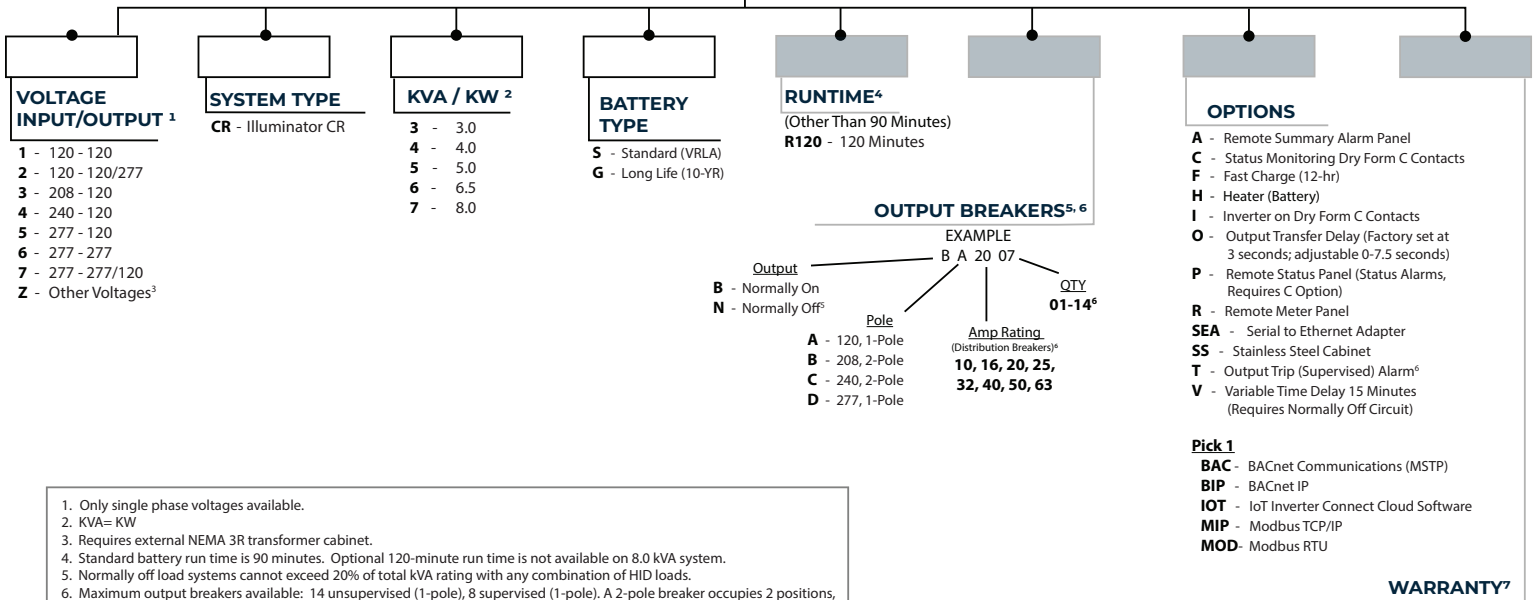 VOLTAGE
INPUT/OUTPUT ¹
1 - 120 - 120
2 - 120 - 120/277
3 - 208 - 120
4 - 240 - 120
5 - 277 - 120
6 - 277 - 277
7 - 277 - 277/120
Z - Other Voltages³
SYSTEM TYPE
CR - Illuminator CR
KVA / KW ²
3 - 3.0
4 - 4.0
5 - 5.0
6 - 6.5
7 - 8.0
BATTERY
TYPE
S - Standard (VRLA)
G - Long Life (10-YR)
RUNTIME⁴
(Other Than 90 Minutes)
R120 - 120 Minutes
OUTPUT BREAKERS⁵,⁶
EXAMPLE
B A 20 07
Output
B - Normally On
N - Normally Off⁵
Pole
A - 120, 1-Pole
B - 208, 2-Pole
C - 240, 2-Pole
D - 277, 1-Pole
Amp Rating
(Distribution Breakers)⁶
10, 16, 20, 25,
32, 40, 50, 63
QTY
01-14⁶
OPTIONS
A - Remote Summary Alarm Panel
C - Status Monitoring Dry Form C Contacts
F - Fast Charge (12-hr)
H - Heater (Battery)
I - Inverter on Dry Form C Contacts
O - Output Transfer Delay (Factory set at
3 seconds; adjustable 0-7.5 seconds)
P - Remote Status Panel (Status Alarms,
Requires C Option)
R - Remote Meter Panel
SEA - Serial to Ethernet Adapter
SS - Stainless Steel Cabinet
T - Output Trip (Supervised) Alarm⁶
V - Variable Time Delay 15 Minutes
(Requires Normally Off Circuit)
Pick 1
BAC - BACnet Communications (MSTP)
BIP - BACnet IP
IOT - IoT Inverter Connect Cloud Software
MIP - Modbus TCP/IP
MOD- Modbus RTU
WARRANTY⁷
1. Only single phase voltages available.
2. KVA= KW
3. Requires external NEMA 3R transformer cabinet.
4. Standard battery run time is 90 minutes. Optional 120-minute run time is not available on 8.0 kVA system.
5. Normally off load systems cannot exceed 20% of total kVA rating with any combination of HID loads.
6. Maximum output breakers available: 14 unsupervised (1-pole), 8 supervised (1-pole). A 2-pole breaker occupies 2 positions,